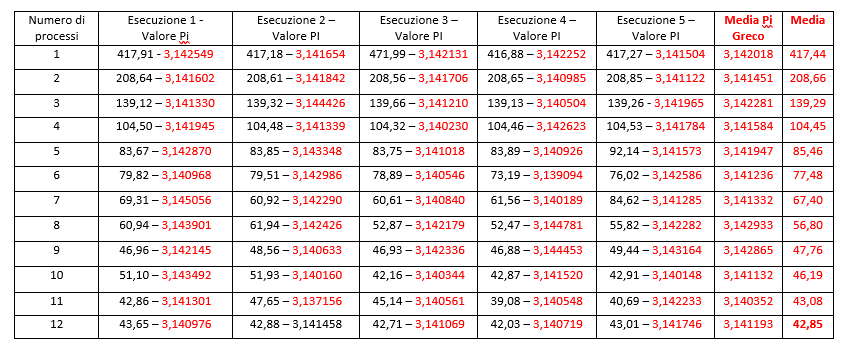 Numero di processi | Esecuzione 1 - Valore Pi | Esecuzione 2 – Valore PI | Esecuzione 3 – Valore PI | Esecuzione 4 – Valore PI | Esecuzione 5 – Valore PI | Media Pi Greco | Media
1 | 417,91 - 3,142549 | 417,18 – 3,141654 | 471,99 – 3,142131 | 416,88 – 3,142252 | 417,27 – 3,141504 | 3,142018 | 417,44
2 | 208,64 – 3,141602 | 208,61 – 3,141842 | 208,56 – 3,141706 | 208,65 – 3,140985 | 208,85 – 3,141122 | 3,141451 | 208,66
3 | 139,12 – 3,141330 | 139,32 – 3,144426 | 139,66 – 3,141210 | 139,13 – 3,140504 | 139,26 - 3,141965 | 3,142281 | 139,29
4 | 104,50 – 3,141945 | 104,48 – 3,141339 | 104,32 – 3,140230 | 104,46 – 3,142623 | 104,53 – 3,141784 | 3,141584 | 104,45
5 | 83,67 – 3,142870 | 83,85 – 3,143348 | 83,75 – 3,141018 | 83,89 – 3,140926 | 92,14 – 3,141573 | 3,141947 | 85,46
6 | 79,82 – 3,140968 | 79,51 – 3,142986 | 78,89 – 3,140546 | 73,19 – 3,139094 | 76,02 – 3,142586 | 3,141236 | 77,48
7 | 69,31 – 3,145056 | 60,92 – 3,142290 | 60,61 – 3,140840 | 61,56 – 3,140189 | 84,62 – 3,141285 | 3,141332 | 67,40
8 | 60,94 – 3,143901 | 61,94 – 3,142426 | 52,87 – 3,142179 | 52,47 – 3,144781 | 55,82 – 3,142282 | 3,142933 | 56,80
9 | 46,96 – 3,142145 | 48,56 – 3,140633 | 46,93 – 3,142336 | 46,88 – 3,144453 | 49,44 – 3,143164 | 3,142865 | 47,76
10 | 51,10 – 3,143492 | 51,93 – 3,140160 | 42,16 – 3,140344 | 42,87 – 3,141520 | 42,91 – 3,140148 | 3,141132 | 46,19
11 | 42,86 – 3,141301 | 47,65 – 3,137156 | 45,14 – 3,140561 | 39,08 – 3,140548 | 40,69 – 3,142233 | 3,140352 | 43,08
12 | 43,65 – 3,140976 | 42,88 – 3,141458 | 42,71 – 3,141069 | 42,03 – 3,140719 | 43,01 – 3,141746 | 3,141193 | 42,85